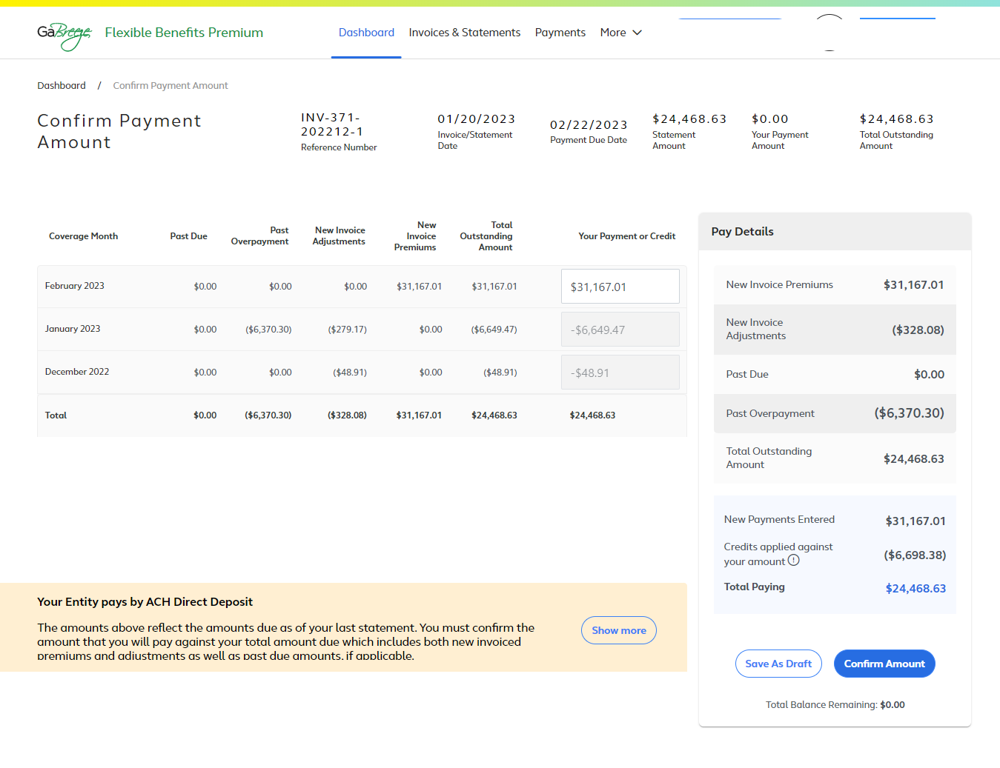 GaBreeze Flexible Benefits Premium
Dashboard Invoices & Statements Payments More
Dashboard / Confirm Payment Amount
Confirm Payment
Amount
INV-371-
202212-1
Reference Number
01/20/2023
Invoice/Statement
Date
02/22/2023
Payment Due Date
$24,468.63
Statement
Amount
$0.00
Your Payment
Amount
$24,468.63
Total Outstanding
Amount
Coverage Month
Past Due
Past
Overpayment
New Invoice
Adjustments
New
Invoice
Premiums
Total
Outstanding
Amount
Your Payment or Credit
February 2023 $0.00 $0.00 $0.00 $31,167.01 $31,167.01 $31,167.01
January 2023 $0.00 ($6,370.30) ($279.17) $0.00 ($6,649.47) -$6,649.47
December 2022 $0.00 $0.00 ($48.91) $0.00 ($48.91) -$48.91
Total $0.00 ($6,370.30) ($328.08) $31,167.01 $24,468.63 $24,468.63
Your Entity pays by ACH Direct Deposit
The amounts above reflect the amounts due as of your last statement. You must confirm the
amount that you will pay against your total amount due which includes both new invoiced
premiums and adjustments as well as past due amounts, if applicable.
Show more
Pay Details
New Invoice Premiums $31,167.01
New Invoice
Adjustments ($328.08)
Past Due $0.00
Past Overpayment ($6,370.30)
Total Outstanding
Amount $24,468.63
New Payments Entered $31,167.01
Credits applied against
your amount ($6,698.38)
Total Paying $24,468.63
Save As Draft Confirm Amount
Total Balance Remaining: $0.00